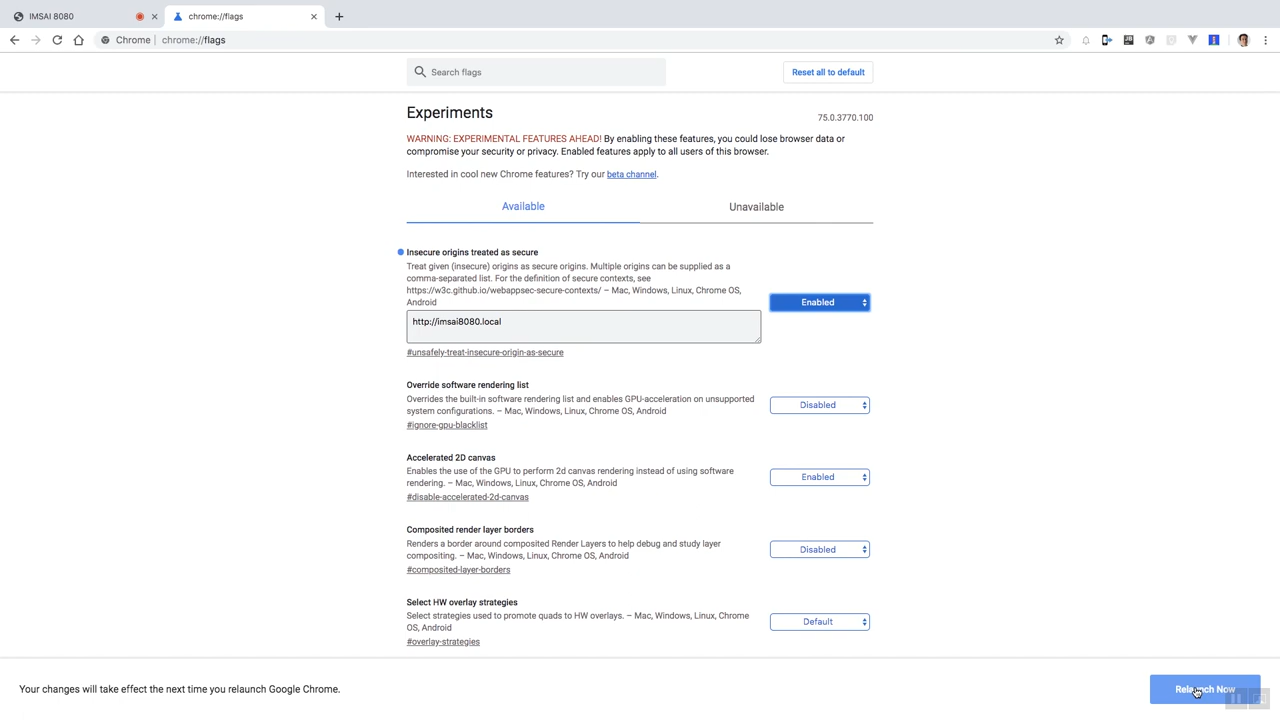 IMSAI 8080
chrome://flags
Chrome | chrome://flags
Search flags
Reset all to default
Experiments
75.0.3770.100
WARNING: EXPERIMENTAL FEATURES AHEAD! By enabling these features, you could lose browser data or
compromise your security or privacy. Enabled features apply to all users of this browser.
Interested in cool new Chrome features? Try our beta channel.
Available
Unavailable
Insecure origins treated as secure
Treat given (insecure) origins as secure origins. Multiple origins can be supplied as a
comma-separated list. For the definition of secure contexts, see
https://w3c.github.io/webappsec-secure-contexts/ – Mac, Windows, Linux, Chrome OS,
Android
Enabled
http://imsai8080.local
#unsafely-treat-insecure-origin-as-secure
Override software rendering list
Overrides the built-in software rendering list and enables GPU-acceleration on unsupported
system configurations. – Mac, Windows, Linux, Chrome OS, Android
#ignore-gpu-blacklist
Disabled
Accelerated 2D canvas
Enables the use of the GPU to perform 2d canvas rendering instead of using software
rendering. – Mac, Windows, Linux, Chrome OS, Android
#disable-accelerated-2d-canvas
Enabled
Composited render layer borders
Renders a border around composited Render Layers to help debug and study layer
compositing. – Mac, Windows, Linux, Chrome OS, Android
#composited-layer-borders
Disabled
Select HW overlay strategies
Select strategies used to promote quads to HW overlays. – Mac, Windows, Linux, Chrome
OS, Android
#overlay-strategies
Default
Your changes will take effect the next time you relaunch Google Chrome.
Relaunch Now